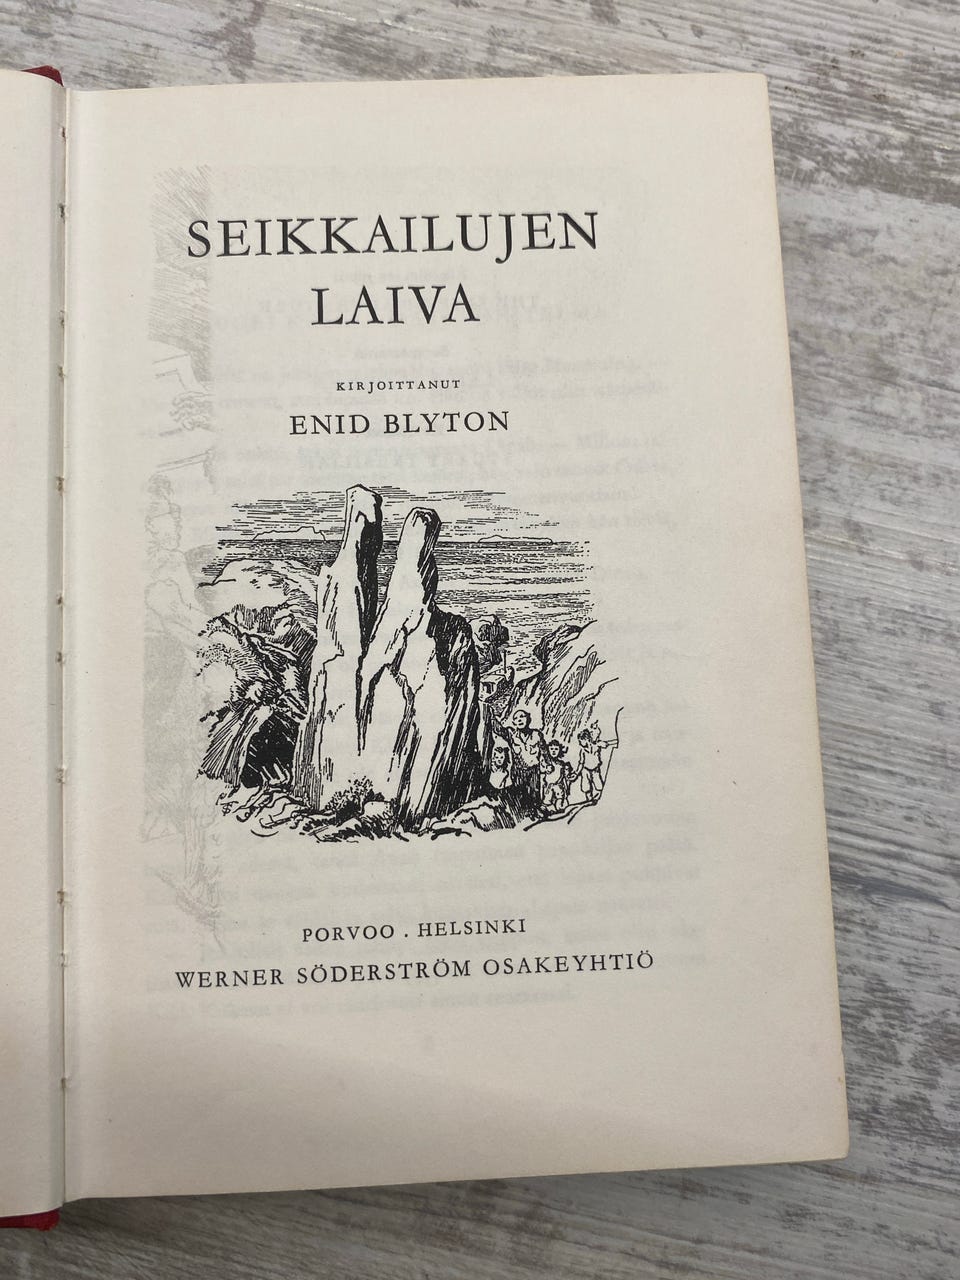 SEIKKAILUJEN
LAIVA
KIRJOITTANUT
ENID BLYTON
PORVOO . HELSINKI
WERNER SÖDERSTRÖM OSAKEYHTIÖ